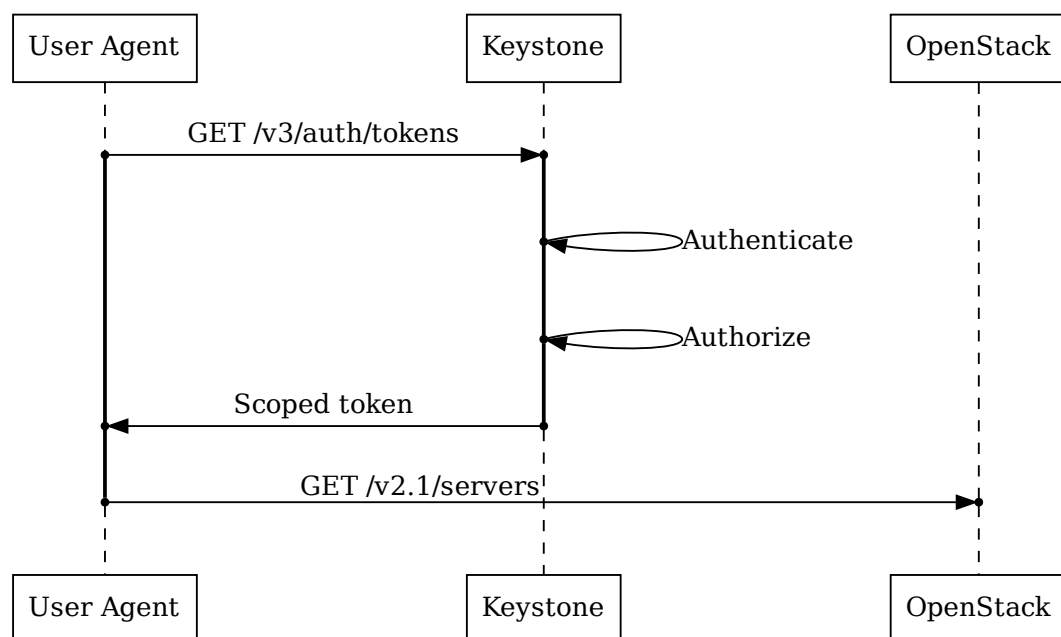 User Agent
Keystone
OpenStack
GET /v3/auth/tokens
Authenticate
Authorize
Scoped token
GET /v2.1/servers
User Agent
Keystone
OpenStack